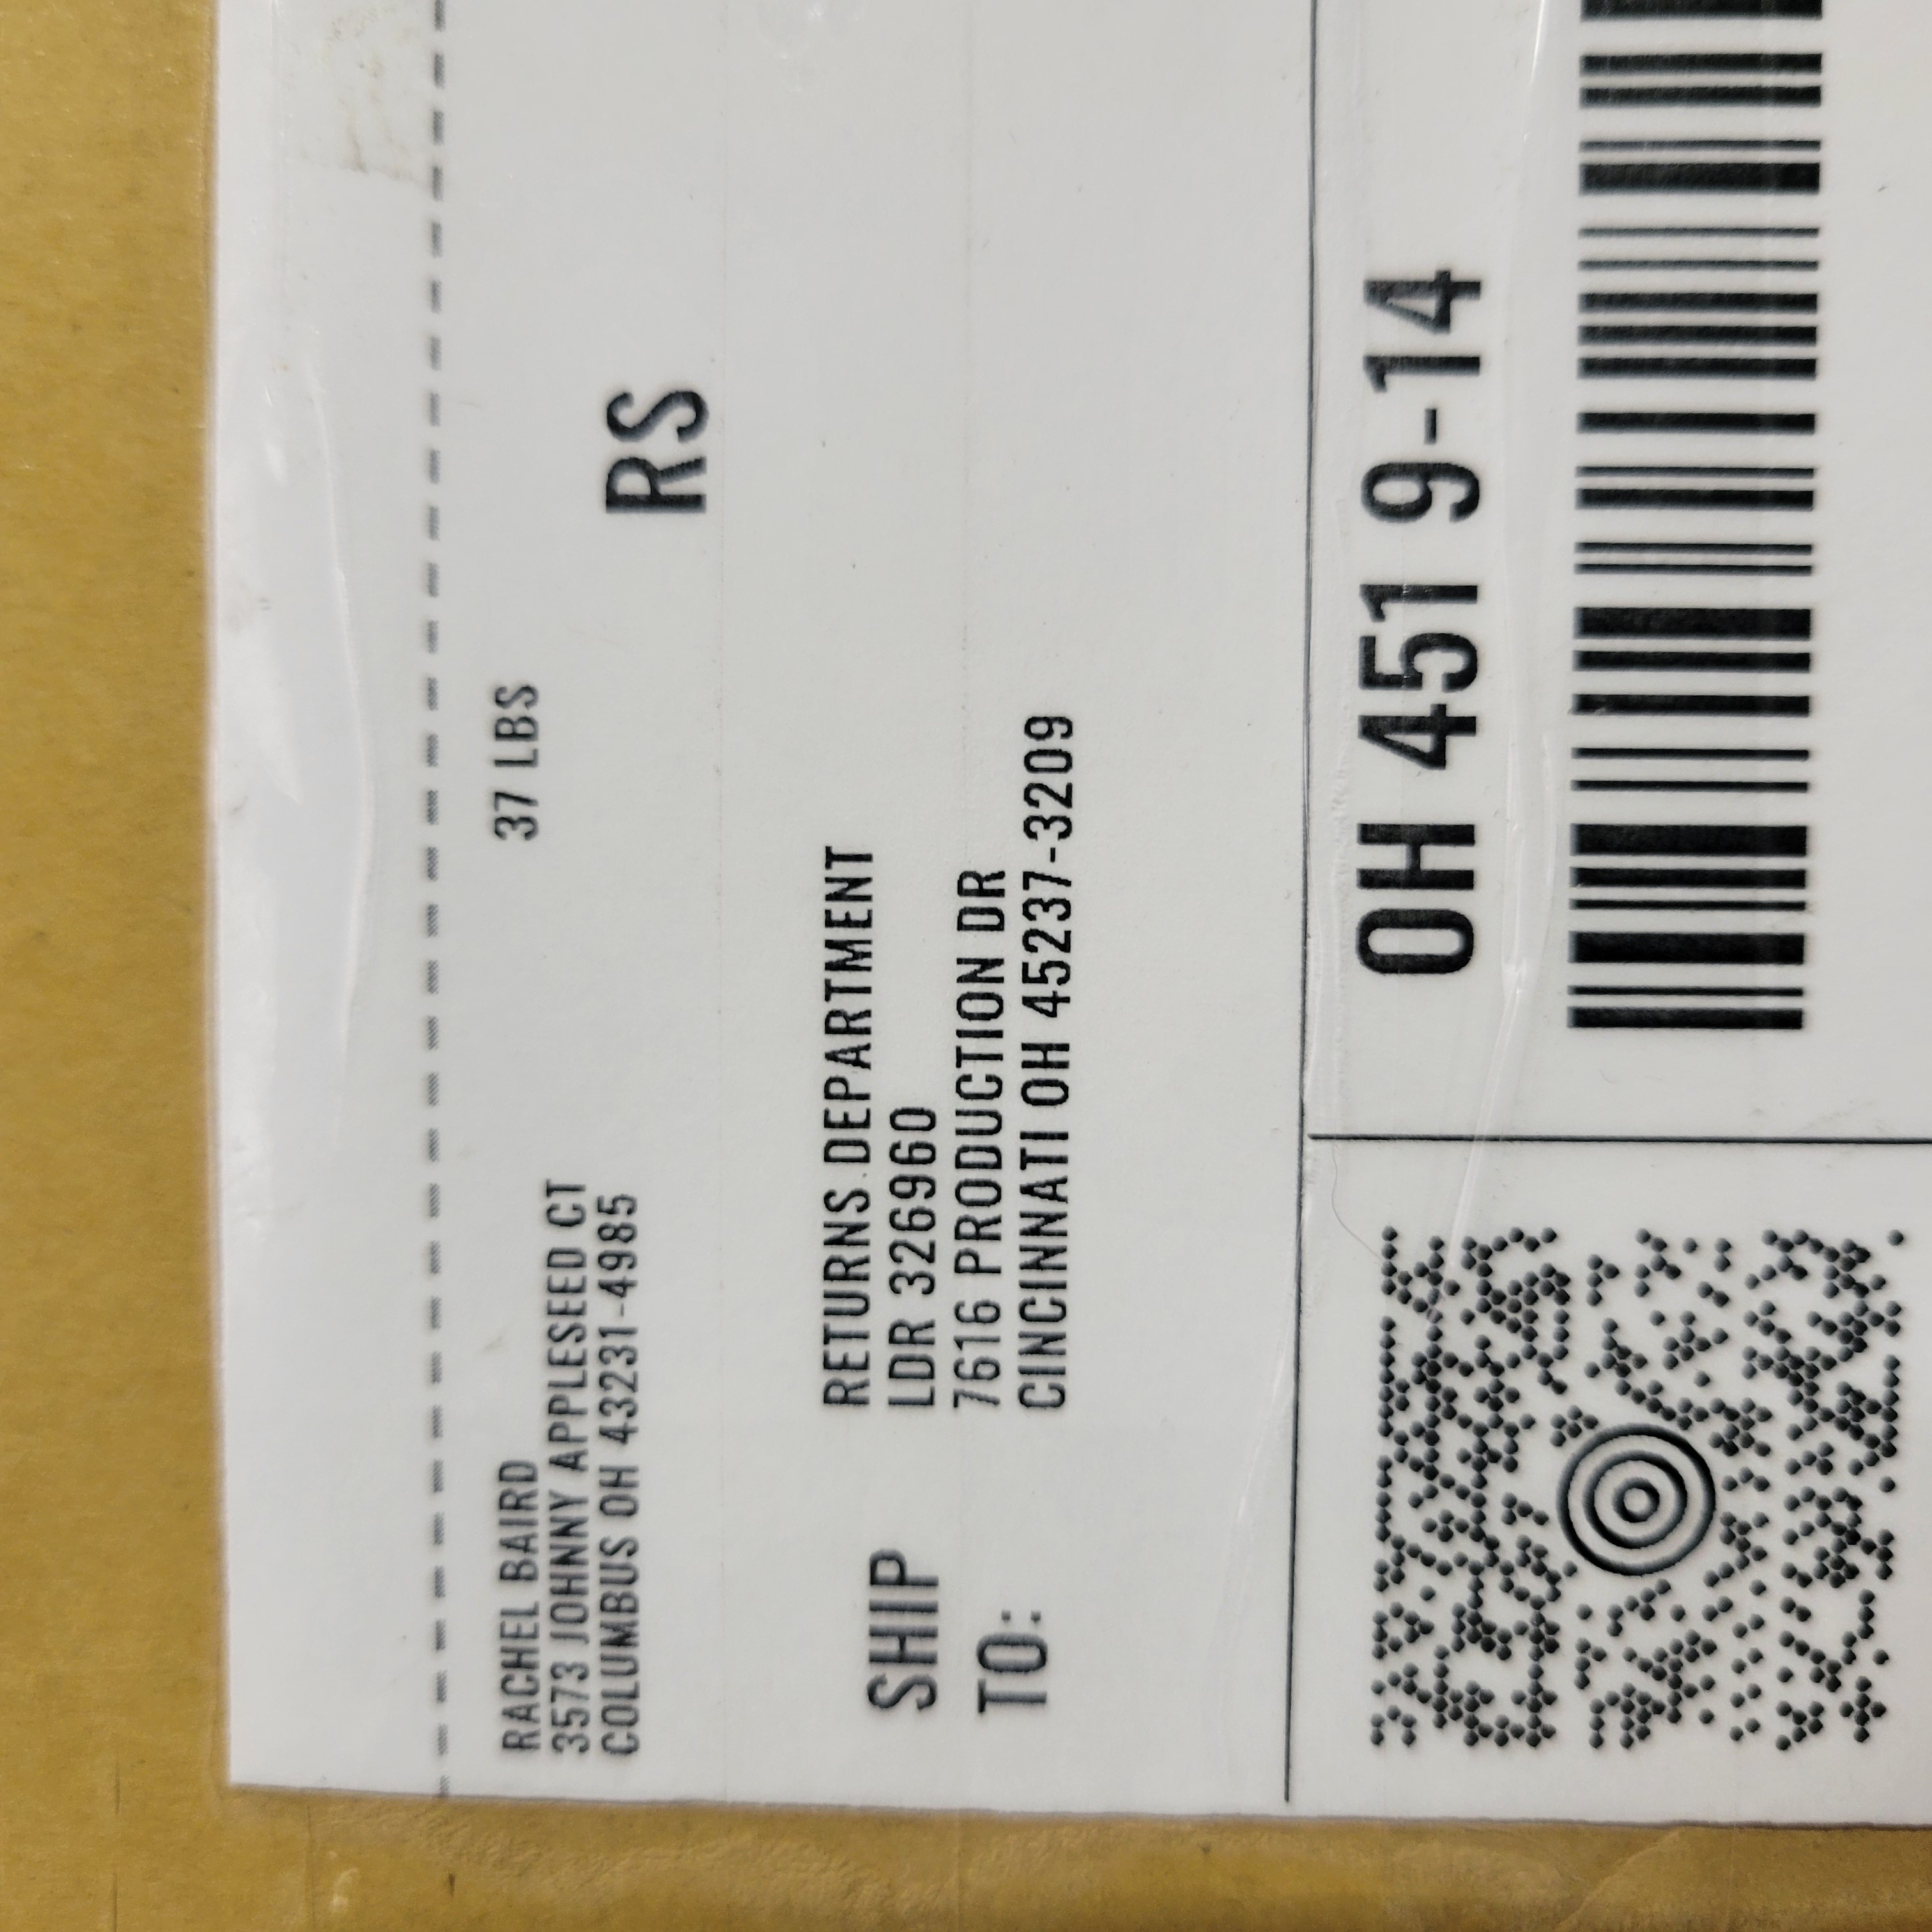 RACHEL BAIRD
3573 JOHNNY APPLESEED CT
COLUMBUS OH 43231-4985
37 LBS
RS
SHIP
TO:
RETURNS DEPARTMENT
LDR 326960
7616 PRODUCTION DR
CINCINNATI OH 45237-3209
OH 451 9-14